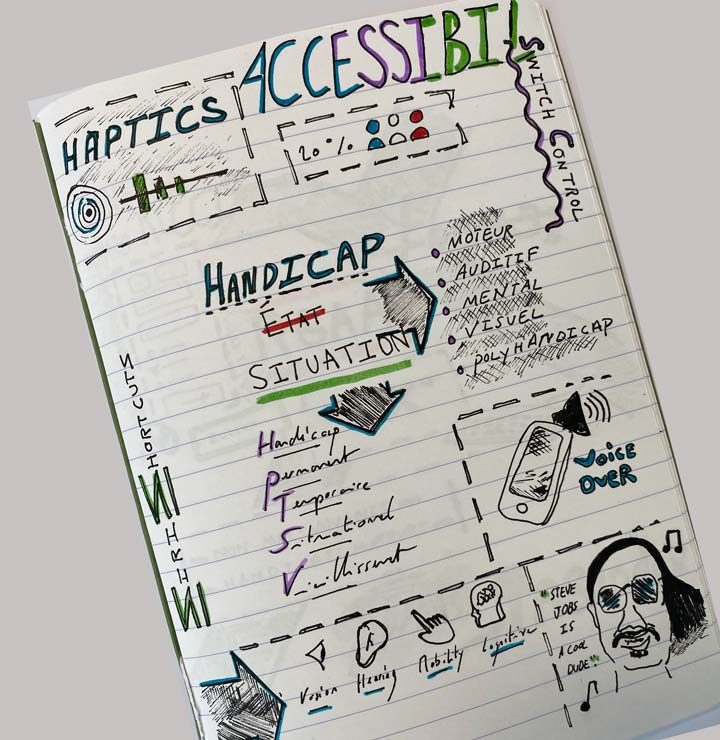 ACCESSIBI!
SWITCH CONTROL
HAPTICS
20%
HANDICAP
ÉTAT
SITUATION
MOTEUR
AUDITIF
MENTAL
VISUEL
POLYHANDICAP
Handicap
Permanent
Temporaire
Situationnel
Vieillissant
SIRI SHORTCUTS
VOICE
OVER
Vision
Hearing
Mobility
Cognitive
"STEVE
JOBS
IS
A COOL
DUDE"